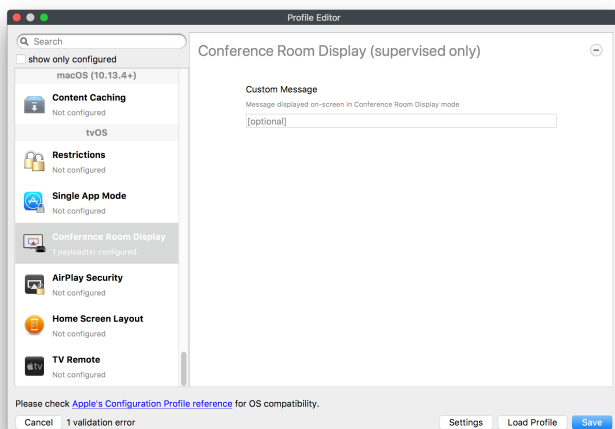 Profile Editor
Search
show only configured
macOS (10.13.4+)
Content Caching
Not configured
tvOS
Restrictions
Not configured
Single App Mode
Not configured
Conference Room Display
1 payload(s) configured.
AirPlay Security
Not configured
Home Screen Layout
Not configured
tv
TV Remote
Not configured
Conference Room Display (supervised only)
Custom Message
Message displayed on-screen in Conference Room Display mode
[optional]
Please check Apple's Configuration Profile reference for OS compatibility.
Cancel 1 validation error Settings Load Profile Save